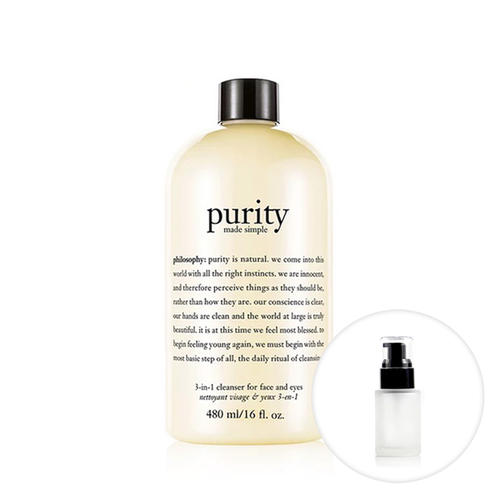 purity
made simple
philosophy: purity is natural. we come into this
world with all the right instincts. we are innocent,
and therefore perceive things as they should be,
rather than how they are. our conscience is clear,
our hands are clean and the world at large is truly
beautiful. it is at this time we feel most blessed. to
begin feeling young again, we must begin with the
most basic step of all, the daily ritual of cleansing
3-in-1 cleanser for face and eyes
nettoyant visage & yeux 3-en-1
480 ml/16 fl. oz.